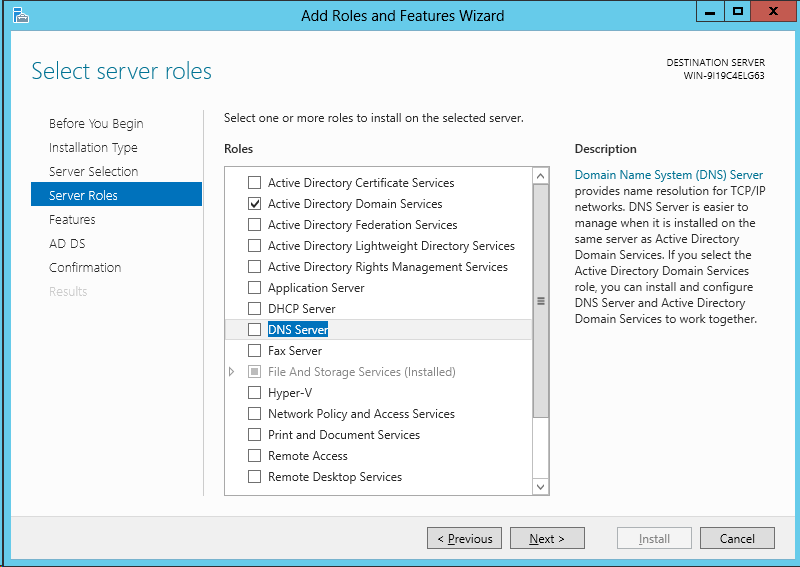 Add Roles and Features Wizard
Select server roles
DESTINATION SERVER
WIN-9I19C4ELG63
Before You Begin
Installation Type
Server Selection
Server Roles
Features
AD DS
Confirmation
Results
Select one or more roles to install on the selected server.
Roles
Active Directory Certificate Services
Active Directory Domain Services
Active Directory Federation Services
Active Directory Lightweight Directory Services
Active Directory Rights Management Services
Application Server
DHCP Server
DNS Server
Fax Server
File And Storage Services (Installed)
Hyper-V
Network Policy and Access Services
Print and Document Services
Remote Access
Remote Desktop Services
Description
Domain Name System (DNS) Server
provides name resolution for TCP/IP
networks. DNS Server is easier to
manage when it is installed on the
same server as Active Directory
Domain Services. If you select the
Active Directory Domain Services
role, you can install and configure
DNS Server and Active Directory
Domain Services to work together.
< Previous
Next >
Install
Cancel